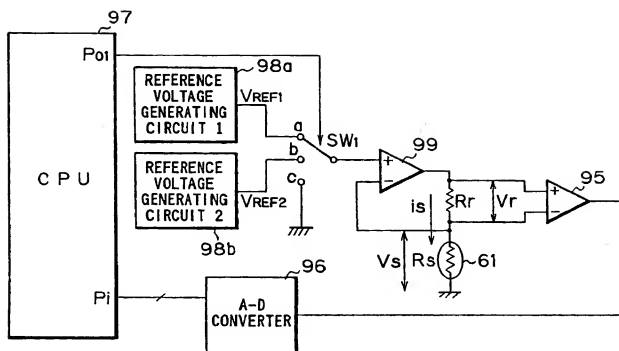 97
Po1
98a
REFERENCE
VOLTAGE
GENERATING
CIRCUIT 1
VREF1
a
SW1
b
c
99
95
CPU
REFERENCE
VOLTAGE
GENERATING
CIRCUIT 2
VREF2
98b
is
Rr
Vr
Vs
Rs
61
96
Pi
A-D
CONVERTER